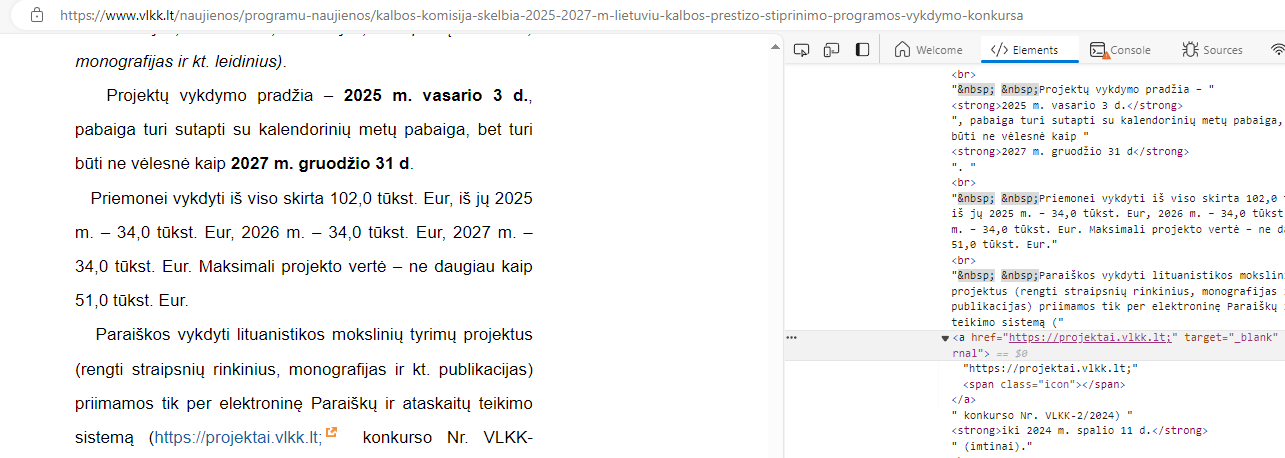 https://www.vlkk.lt/naujienos/programu-naujienos/kalbos-komisija-skelbia-2025-2027-m-lietuviu-kalbos-prestizo-stiprinimo-programos-vykdymo-konkursa
monografijas ir kt. leidinius).
Projektų vykdymo pradžia – 2025 m. vasario 3 d.,
pabaiga turi sutapti su kalendorinių metų pabaiga, bet turi
būti ne vėlesnė kaip 2027 m. gruodžio 31 d.
Priemonei vykdyti iš viso skirta 102,0 tūkst. Eur, iš jų 2025
m. – 34,0 tūkst. Eur, 2026 m. – 34,0 tūkst. Eur, 2027 m. –
34,0 tūkst. Eur. Maksimali projekto vertė – ne daugiau kaip
51,0 tūkst. Eur.
Paraiškos vykdyti lituanistikos mokslinių tyrimų projektus
(rengti straipsnių rinkinius, monografijas ir kt. publikacijas)
priimamos tik per elektroninę Paraiškų ir ataskaitų teikimo
sistemą (https://projektai.vlkk.lt; konkurso Nr. VLKK-
Welcome
Elements
Console
Sources
<br>
"&nbsp; &nbsp;Projektų vykdymo pradžia – "
<strong>2025 m. vasario 3 d.</strong>
", pabaiga turi sutapti su kalendorinių metų pabaiga,
būti ne vėlesnė kaip "
<strong>2027 m. gruodžio 31 d</strong>
". "
<br>
"&nbsp; &nbsp;Priemonei vykdyti iš viso skirta 102,0
iš jų 2025 m. – 34,0 tūkst. Eur, 2026 m. – 34,0 tūkst
m. – 34,0 tūkst. Eur. Maksimali projekto vertė – ne daugiau kaip
51,0 tūkst. Eur."
<br>
"&nbsp; &nbsp;Paraiškos vykdyti lituanistikos
projektus (rengti straipsnių rinkinius, monografijas
publikacijas) priimamos tik per elektroninę Paraiškų
teikimo sistemą ("
<a href="https://projektai.vlkk.lt;" target="_blank"
rnal"> == $0
"https://projektai.vlkk.lt;"
<span class="icon"></span>
</a>
" konkurso Nr. VLKK-2/2024) "
<strong>iki 2024 m. spalio 11 d.</strong>
" (imtinai)."